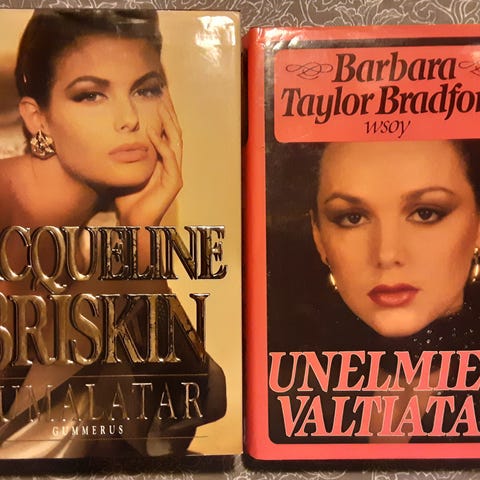 CQUELINE
BRISKIN
UMALATAR
GUMMERUS
Barbara
Taylor Bradfor
wsoy
UNELMIE
VALTIATA